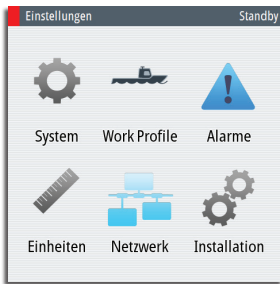 Einstellungen Standby
System Work Profile Alarme
Einheiten Netzwerk Installation